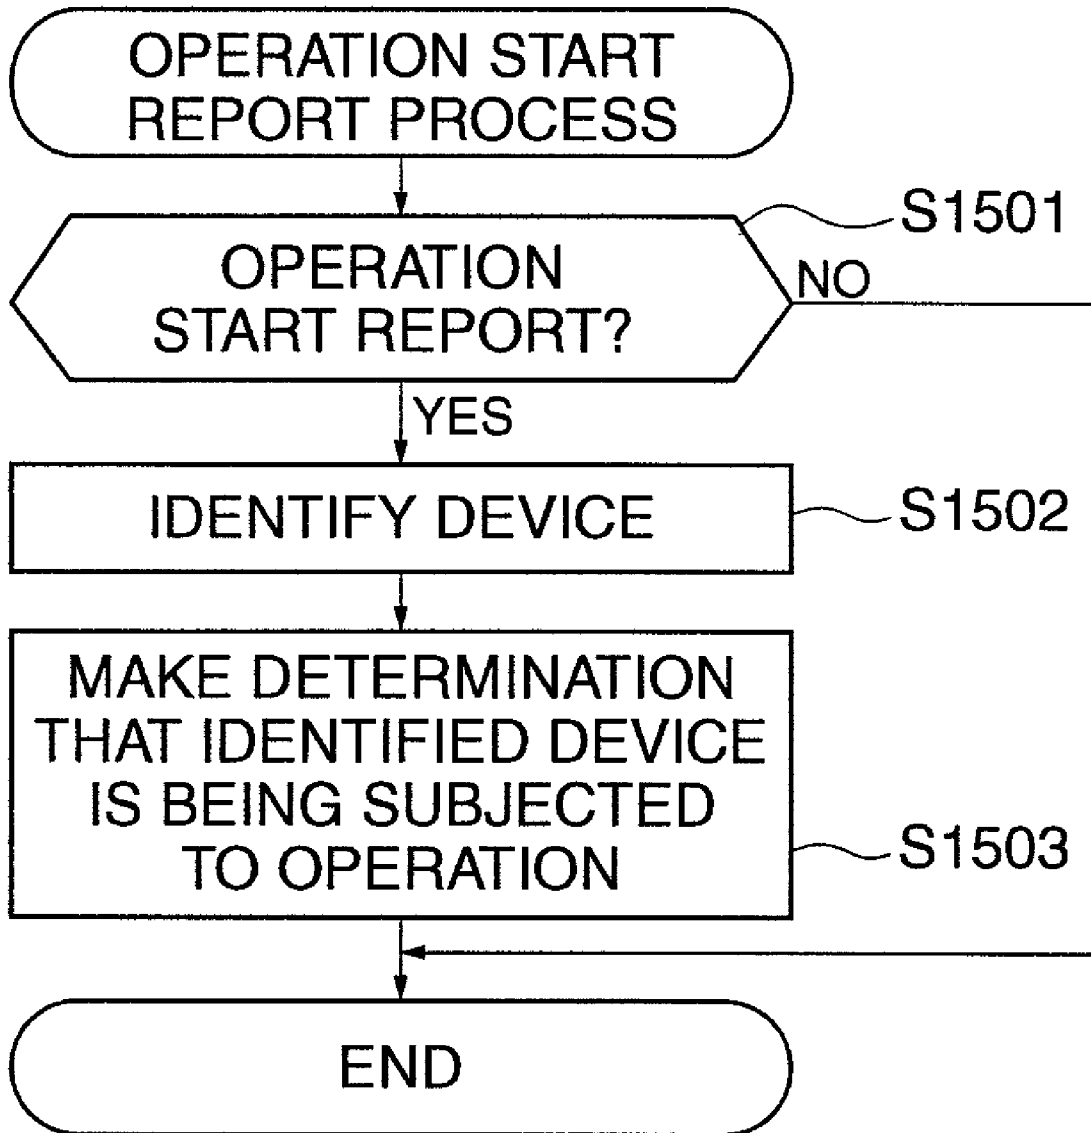 OPERATION START
REPORT PROCESS
S1501
OPERATION
START REPORT?
NO
YES
IDENTIFY DEVICE
S1502
MAKE DETERMINATION
THAT IDENTIFIED DEVICE
IS BEING SUBJECTED
TO OPERATION
S1503
END